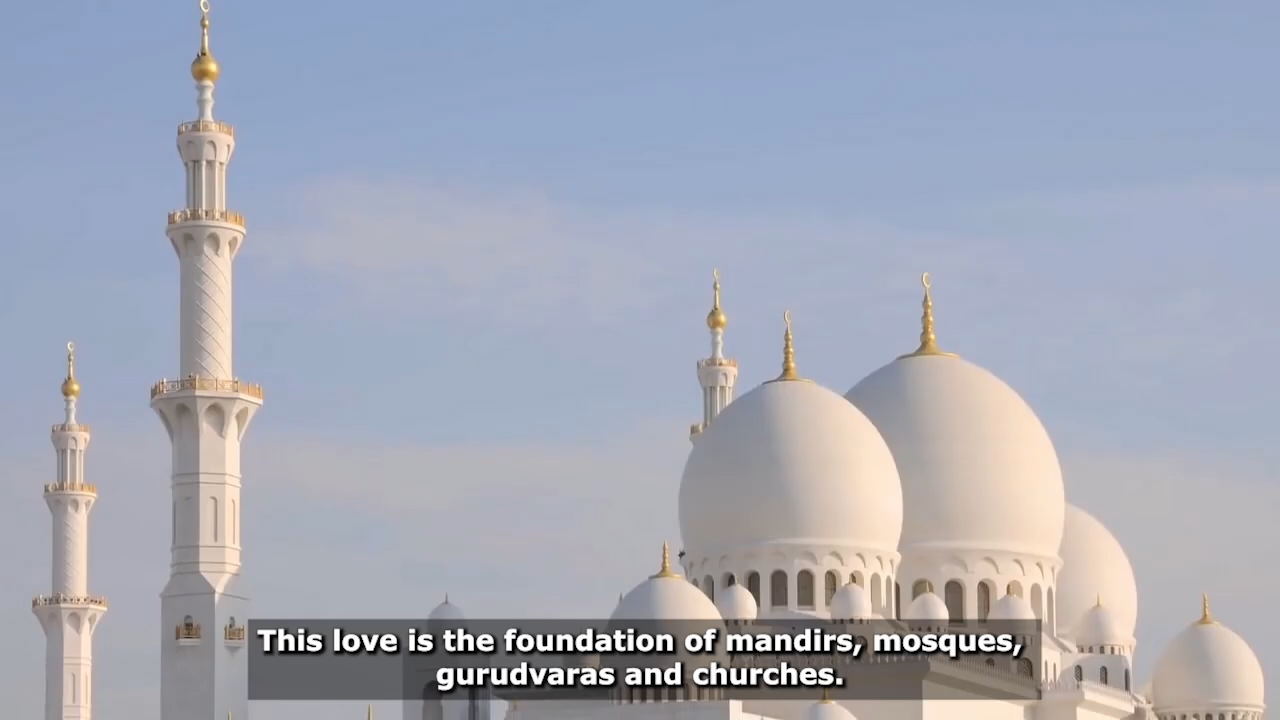 This love is the foundation of mandirs, mosques,
gurudvaras and churches.